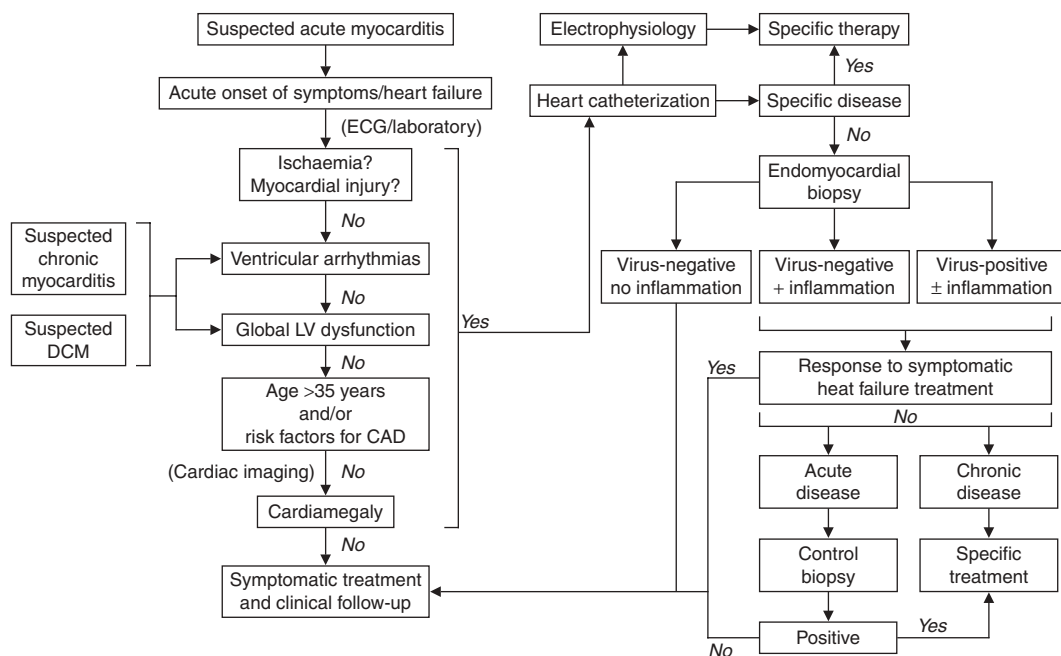 Suspected acute myocarditis
Acute onset of symptoms/heart failure
(ECG/laboratory)
Ischaemia?
Myocardial injury?
No
Suspected
chronic
myocarditis
Ventricular arrhythmias
No
Suspected
DCM
Global LV dysfunction
No
Age >35 years
and/or
risk factors for CAD
(Cardiac imaging)
No
Cardiamegaly
No
Symptomatic treatment
and clinical follow-up
Yes
Electrophysiology
Specific therapy
Yes
Heart catheterization
Specific disease
No
Endomyocardial
biopsy
Virus-negative
no inflammation
Virus-negative
+ inflammation
Virus-positive
± inflammation
Yes
Response to symptomatic
heat failure treatment
No
Acute
disease
Chronic
disease
Control
biopsy
Specific
treatment
No
Positive
Yes